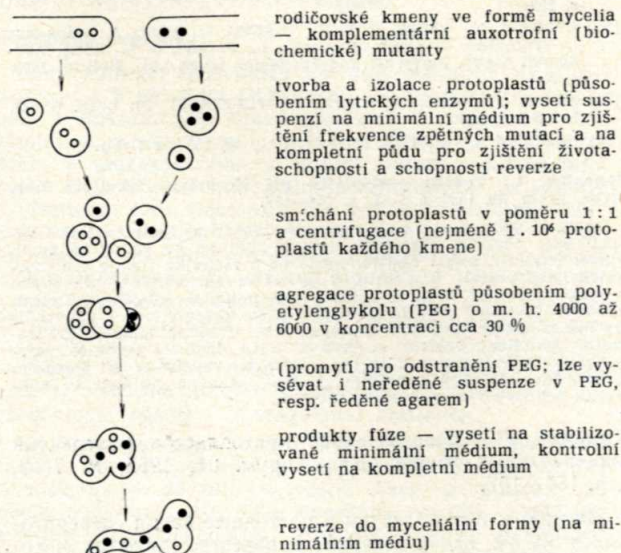 rodičovské kmeny ve formě mycelia
— komplementární auxotrofní (bio-
chemické) mutanty
tvorba a izolace protoplastů (půso-
bením lytických enzymů); vysetí sus-
penzí na minimální médium pro zjiš-
tění frekvence zpětných mutací a na
kompletní půdu pro zjištění života-
schopnosti a schopnosti reverze
smíchání protoplastů v poměru 1 : 1
a centrifugace (nejméně 1 . 10⁶ proto-
plastů každého kmene)
agregace protoplastů působením poly-
etylenglykolu (PEG) o m. h. 4000 až
6000 v koncentraci cca 30 %
(promytí pro odstranění PEG; lze vy-
sévat i neředěné suspenze v PEG,
resp. ředěné agarem)
produkty fúze — vysetí na stabilizo-
vané minimální médium, kontrolní
vysetí na kompletní médium
reverze do myceliální formy (na mi-
nimálním médiu)